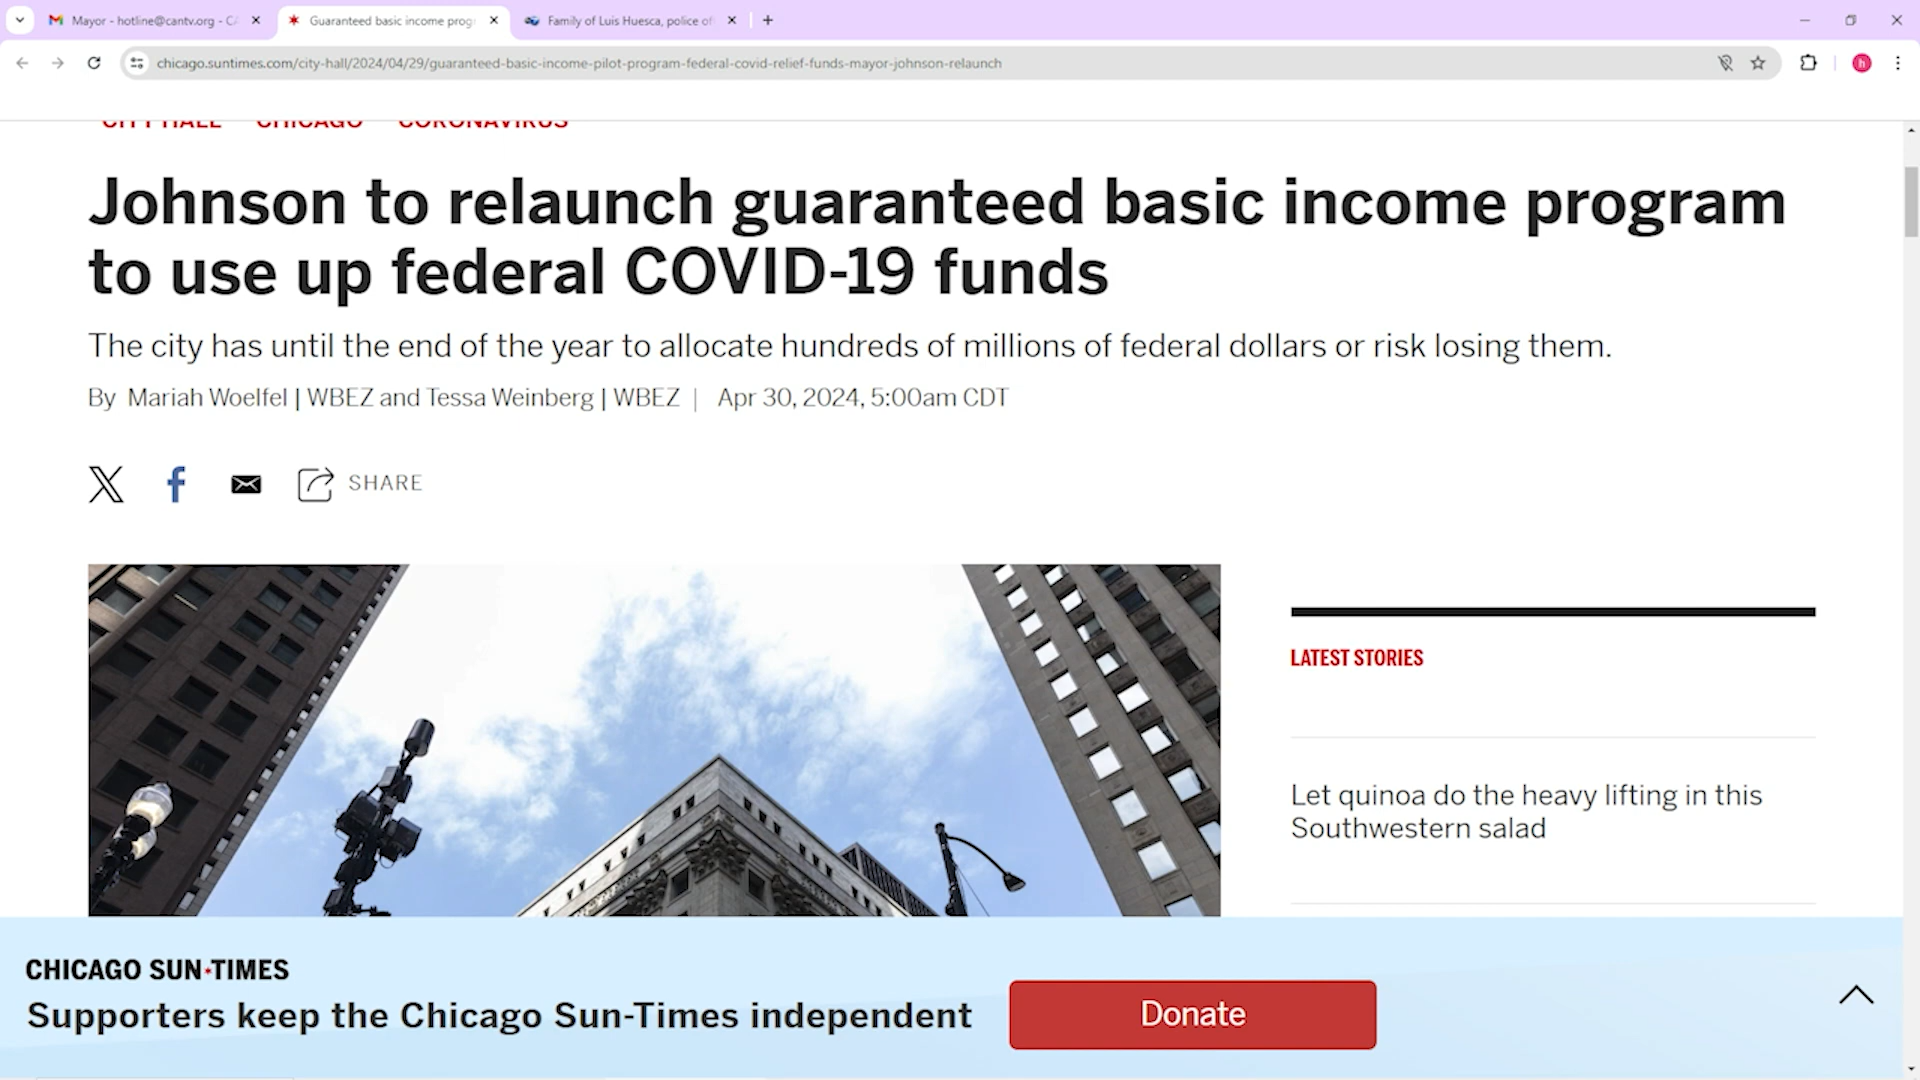 Mayor - hotline@cantv.org - CA
Guaranteed basic income prog
Family of Luis Huesca, police of
chicago.suntimes.com/city-hall/2024/04/29/guaranteed-basic-income-pilot-program-federal-covid-relief-funds-mayor-johnson-relaunch
h
CITY HALL CHICAGO CORONAVIRUS
Johnson to relaunch guaranteed basic income program
to use up federal COVID-19 funds
The city has until the end of the year to allocate hundreds of millions of federal dollars or risk losing them.
By Mariah Woelfel | WBEZ and Tessa Weinberg | WBEZ | Apr 30, 2024, 5:00am CDT
SHARE
LATEST STORIES
Let quinoa do the heavy lifting in this
Southwestern salad
CHICAGO SUN*TIMES
Supporters keep the Chicago Sun-Times independent
Donate